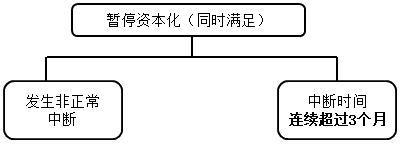 暂停资本化（同时满足）
发生非正常
中断
中断时间
连续超过3个月